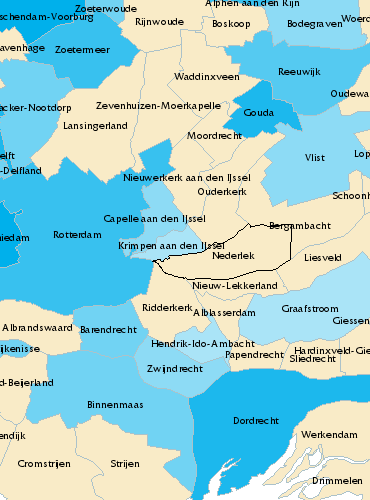 Alphen aan den Rijn
schendam-Voorburg
Zoeterwoude
Rijnwoude
Boskoop
Bodegraven
Woerd
avenhage
Zoetermeer
Reeuwijk
Waddinxveen
Oudewa
acker-Nootdorp
Zevenhuizen-Moerkapelle
Gouda
Lansingerland
Moordrecht
elft
Vlist
Lop
-Delfland
Nieuwerkerk aan den IJssel
Ouderkerk
Schoonh
Capelle aan den IJssel
Bergambacht
iedam
Rotterdam
Krimpen aan den IJssel
Nederlek
Liesveld
Nieuw-Lekkerland
Ridderkerk
Alblasserdam
Graafstroom
Giessen
Albrandswaard
Barendrecht
ijkenisse
Hendrik-Ido-Ambacht
Papendrecht
Hardinxveld-Gie
Sliedrecht
Zwijndrecht
d-Beijerland
Binnenmaas
Dordrecht
endijk
Werkendam
Cromstrijen
Strijen
Drimmelen